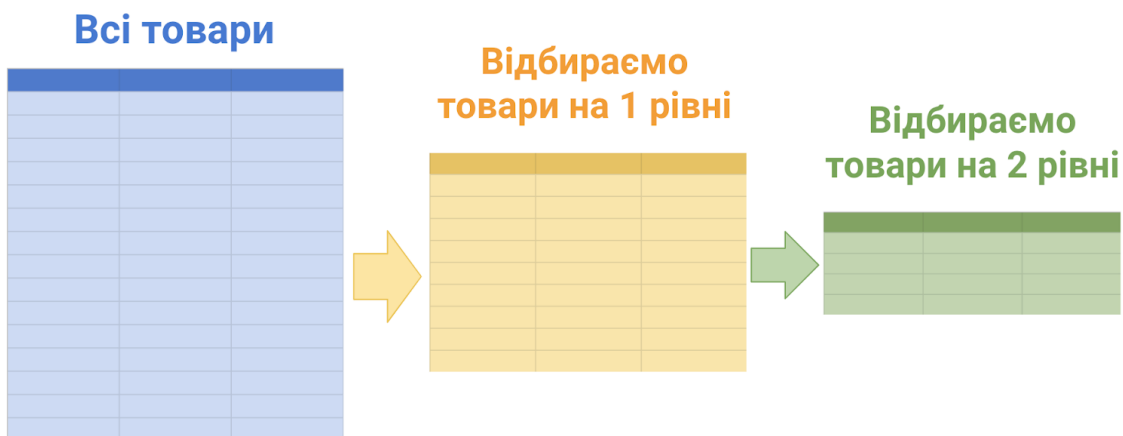 Всі товари
Відбираємо
товари на 1 рівні
Відбираємо
товари на 2 рівні